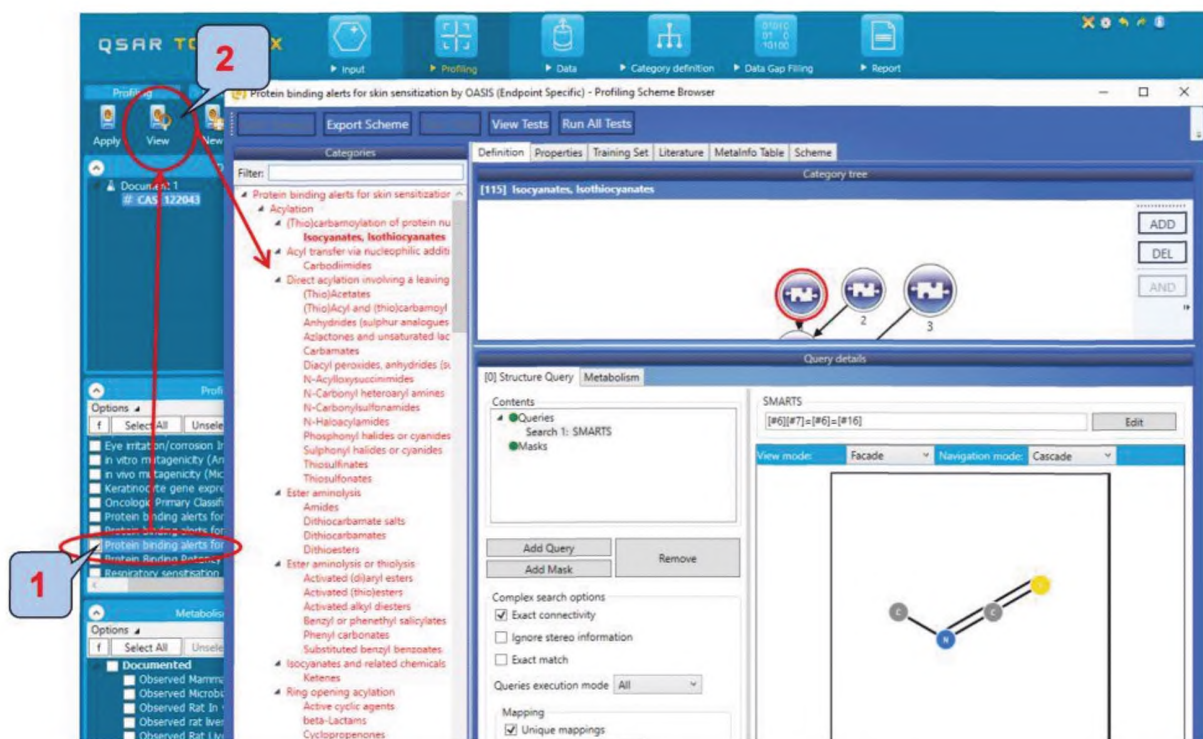 QSAR TO X
Input
Profiling
Data
Category definition
Data Gap Filling
Report
01010
01 0
10100
2
Profiling
Apply
View
New
Document 1
# CAS 122043
Protein binding alerts for skin sensitization by OASIS (Endpoint Specific) - Profiling Scheme Browser
Export Scheme
View Tests
Run All Tests
Categories
Filter:
Protein binding alerts for skin sensitization
Acylation
(Thio)carbamoylation of protein nu
Isocyanates, Isothiocyanates
Acyl transfer via nucleophilic additi
Carbodiimides
Direct acylation involving a leaving
(Thio)Acetates
(Thio)Acyl and (thio)carbamoyl
Anhydrides (sulphur analogues
Azlactones and unsaturated lac
Carbamates
Diacyl peroxides, anhydrides (su
N-Acyloxysuccinimides
N-Carbonyl heteroaryl amines
N-Carbonylsulfonamides
N-Haloacylamides
Phosphonyl halides or cyanides
Sulphonyl halides or cyanides
Thiosulfinates
Thiosulfonates
Ester aminolysis
Amides
Dithiocarbamate salts
Dithiocarbamates
Dithioesters
Ester aminolysis or thiolysis
Activated (di)aryl esters
Activated (thio)esters
Activated alkyl diesters
Benzyl or phenethyl salicylates
Phenyl carbonates
Substituted benzyl benzoates
Isocyanates and related chemicals
Ketenes
Ring opening acylation
Active cyclic agents
beta-Lactams
Cyclopropenones
Definition
Properties
Training Set
Literature
MetaInfo Table
Scheme
Category tree
[115] Isocyanates, Isothiocyanates
2
3
ADD
DEL
AND
Query details
[0] Structure Query
Metabolism
Contents
Queries
Search 1: SMARTS
Masks
Add Query
Add Mask
Remove
Complex search options
Exact connectivity
Ignore stereo information
Exact match
Queries execution mode All
Mapping
Unique mappings
SMARTS
[#6][#7]=[#6]=[#16]
Edit
View mode: Facade
Navigation mode: Cascade
C
N
C
Profi
Options
f
Select All
Unsele
Eye irritation/corrosion In
in vitro mutagenicity (Am
in vivo mutagenicity (Mic
Keratinocyte gene expre
Oncologic Primary Classifi
Protein binding alerts for
Protein binding alerts for
Protein binding alerts for
Protein Binding Potency
Respiratory sensitisation
1
Metabolis
Options
f
Select All
Unsele
Documented
Observed Mamma
Observed Microbia
Observed Rat In
Observed rat liver
Observed Rat Live